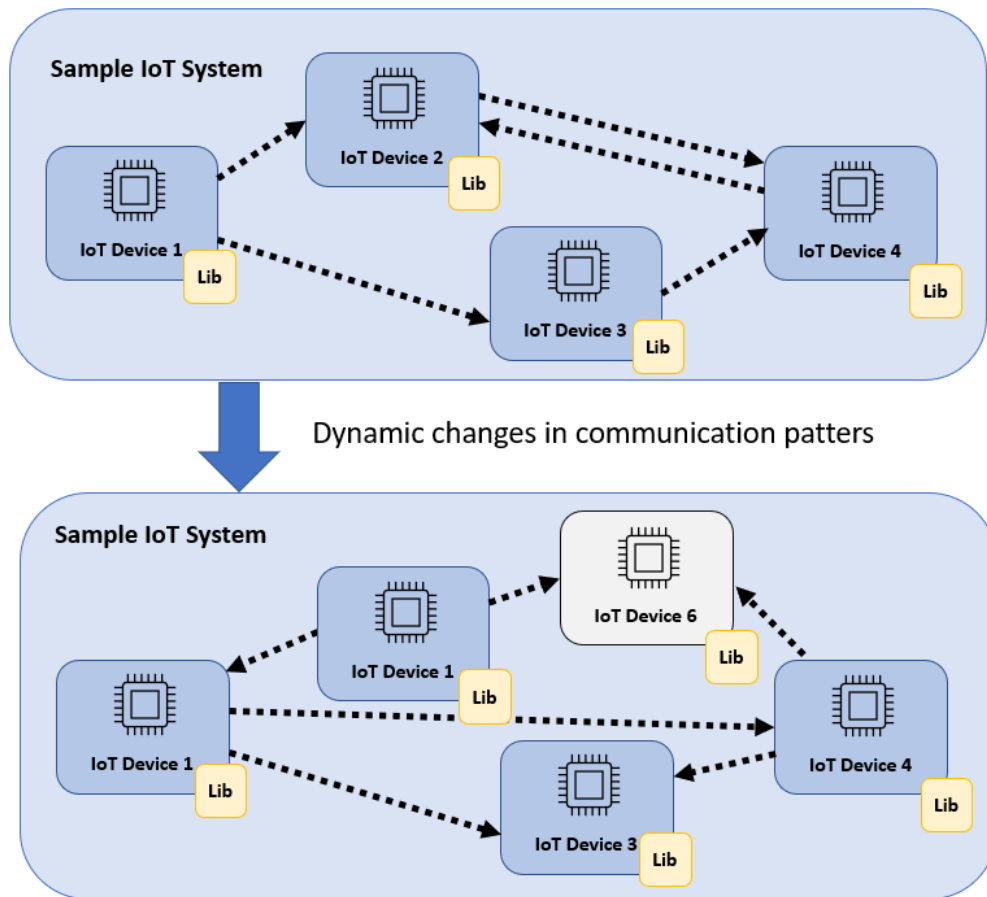 Sample IoT System
IoT Device 2
Lib
IoT Device 1
Lib
IoT Device 4
Lib
IoT Device 3
Lib
Dynamic changes in communication patters
Sample IoT System
IoT Device 6
Lib
IoT Device 1
Lib
IoT Device 1
Lib
IoT Device 4
Lib
IoT Device 3
Lib